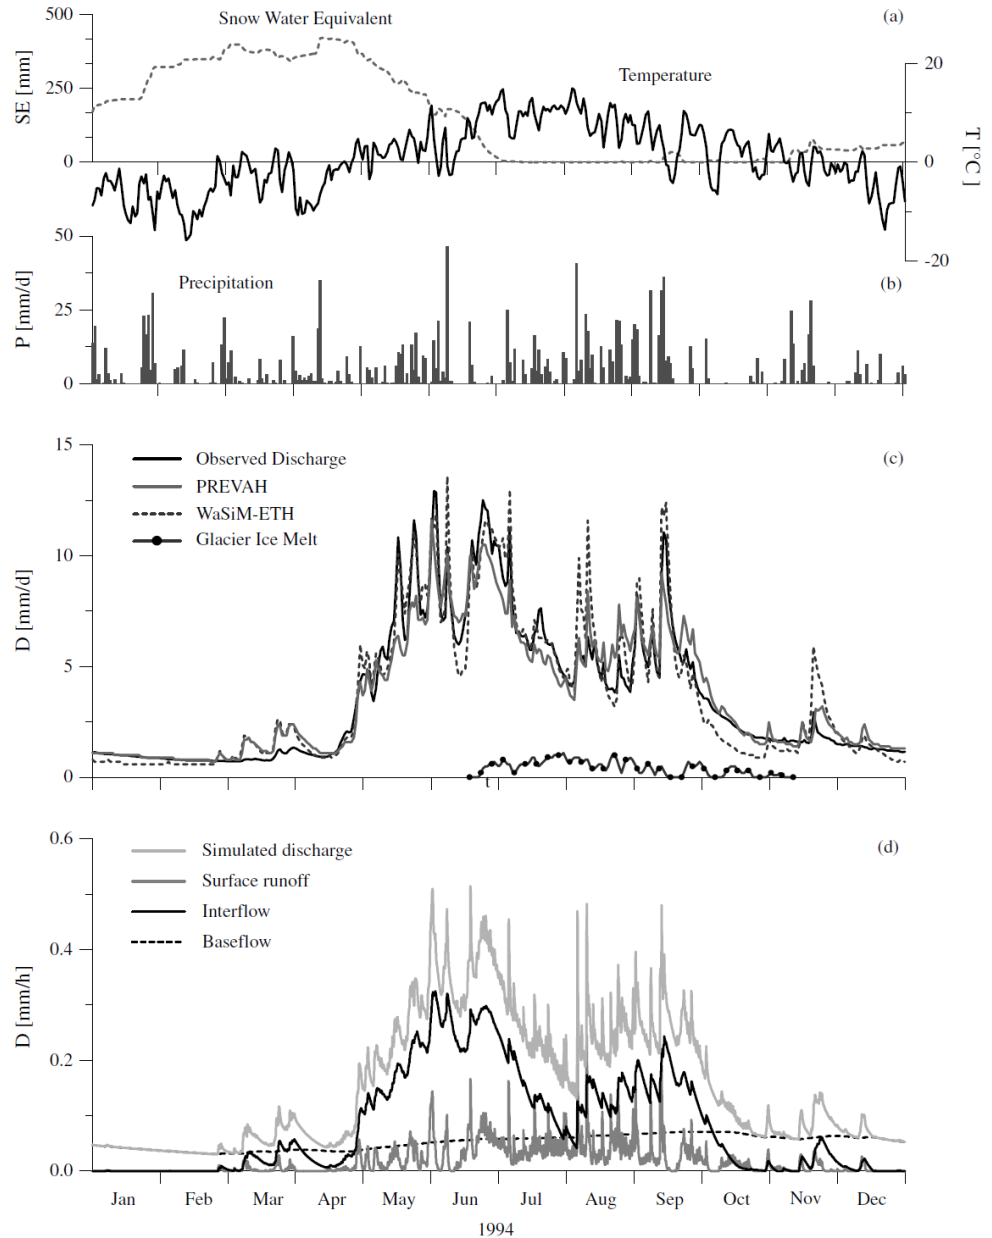 500
Snow Water Equivalent
(a)
SE [mm]
250
0
Temperature
20
0
-20
T [°C ]
50
Precipitation
(b)
P [mm/d]
25
0
15
Observed Discharge
(c)
PREVAH
WaSiM-ETH
Glacier Ice Melt
10
D [mm/d]
5
0
t
0.6
Simulated discharge
(d)
Surface runoff
Interflow
Baseflow
0.4
D [mm/h]
0.2
0.0
Jan Feb Mar Apr May Jun Jul Aug Sep Oct Nov Dec
1994